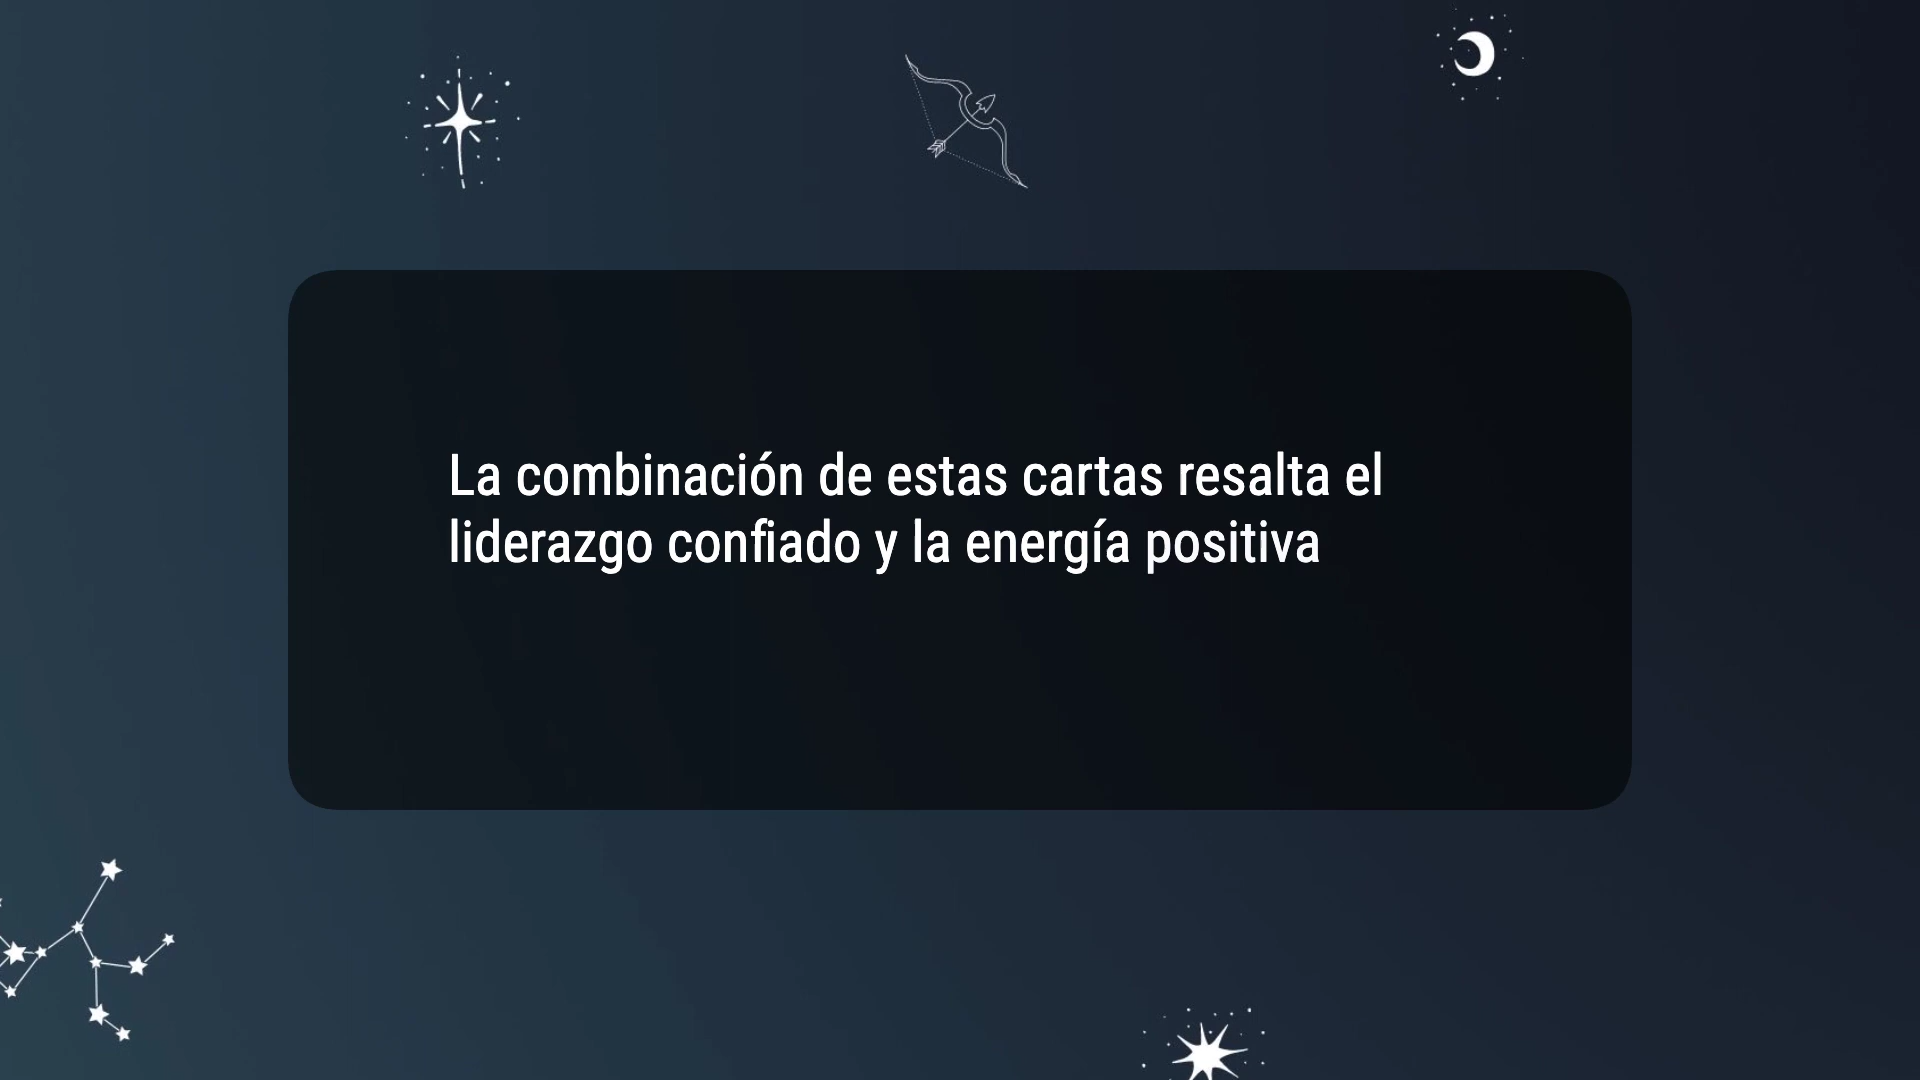 La combinación de estas cartas resalta el
liderazgo confiado y la energía positiva